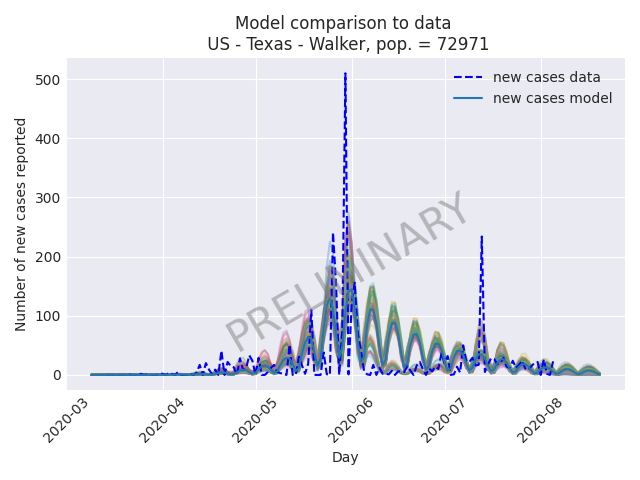 Model comparison to data
US - Texas - Walker, pop. = 72971
new cases data
new cases model
PRELIMINARY
Number of new cases reported
500
400
300
200
100
0
2020-03
2020-04
2020-05
2020-06
2020-07
2020-08
Day